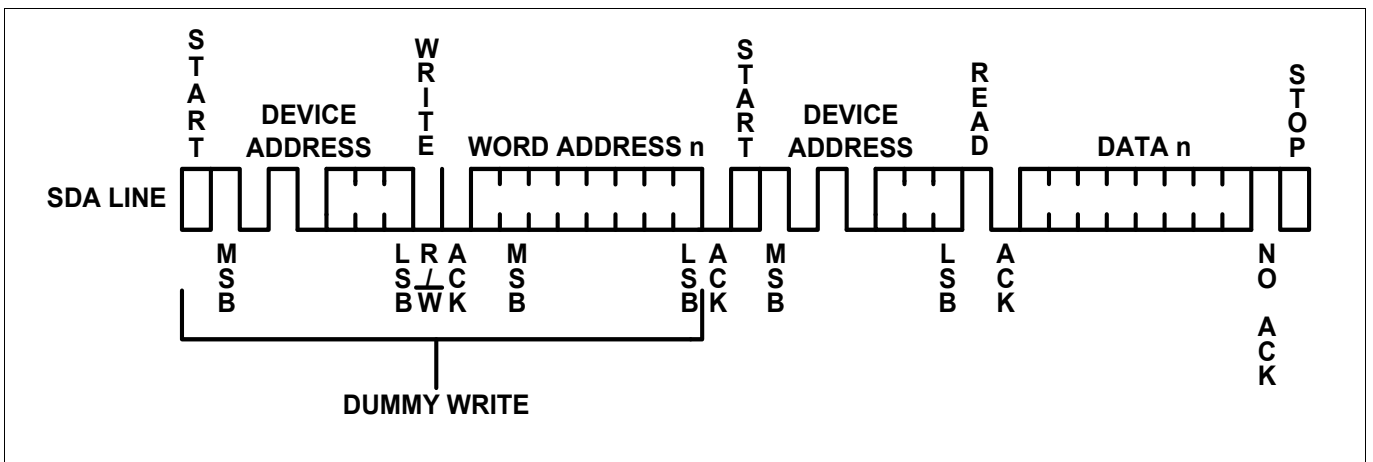 START
DEVICE
ADDRESS
WRITE
WORD ADDRESS n
START
DEVICE
ADDRESS
READ
DATA n
STOP
SDA LINE
MSB
LSB
R/W
ACK
MSB
LSB
ACK
MSB
LSB
ACK
NO ACK
DUMMY WRITE